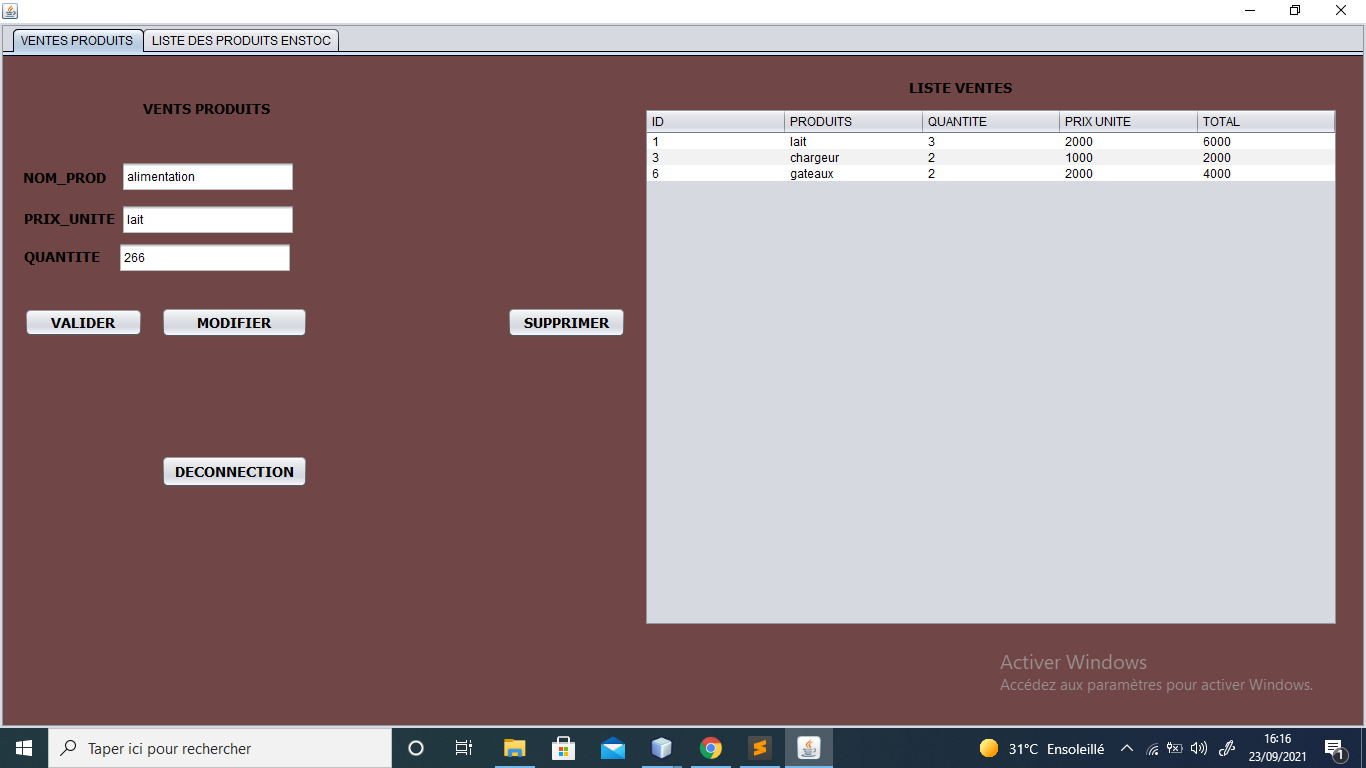 VENTES PRODUITS
LISTE DES PRODUITS ENSTOC
VENTS PRODUITS
NOM_PROD alimentation
PRIX_UNITE lait
QUANTITE 266
VALIDER MODIFIER SUPPRIMER
DECONNECTION
LISTE VENTES
ID PRODUITS QUANTITE PRIX UNITE TOTAL
1 lait 3 2000 6000
3 chargeur 2 1000 2000
6 gateaux 2 2000 4000
Activer Windows
Accédez aux paramètres pour activer Windows.
Taper ici pour rechercher
31°C Ensoleillé
16:16
23/09/2021
1